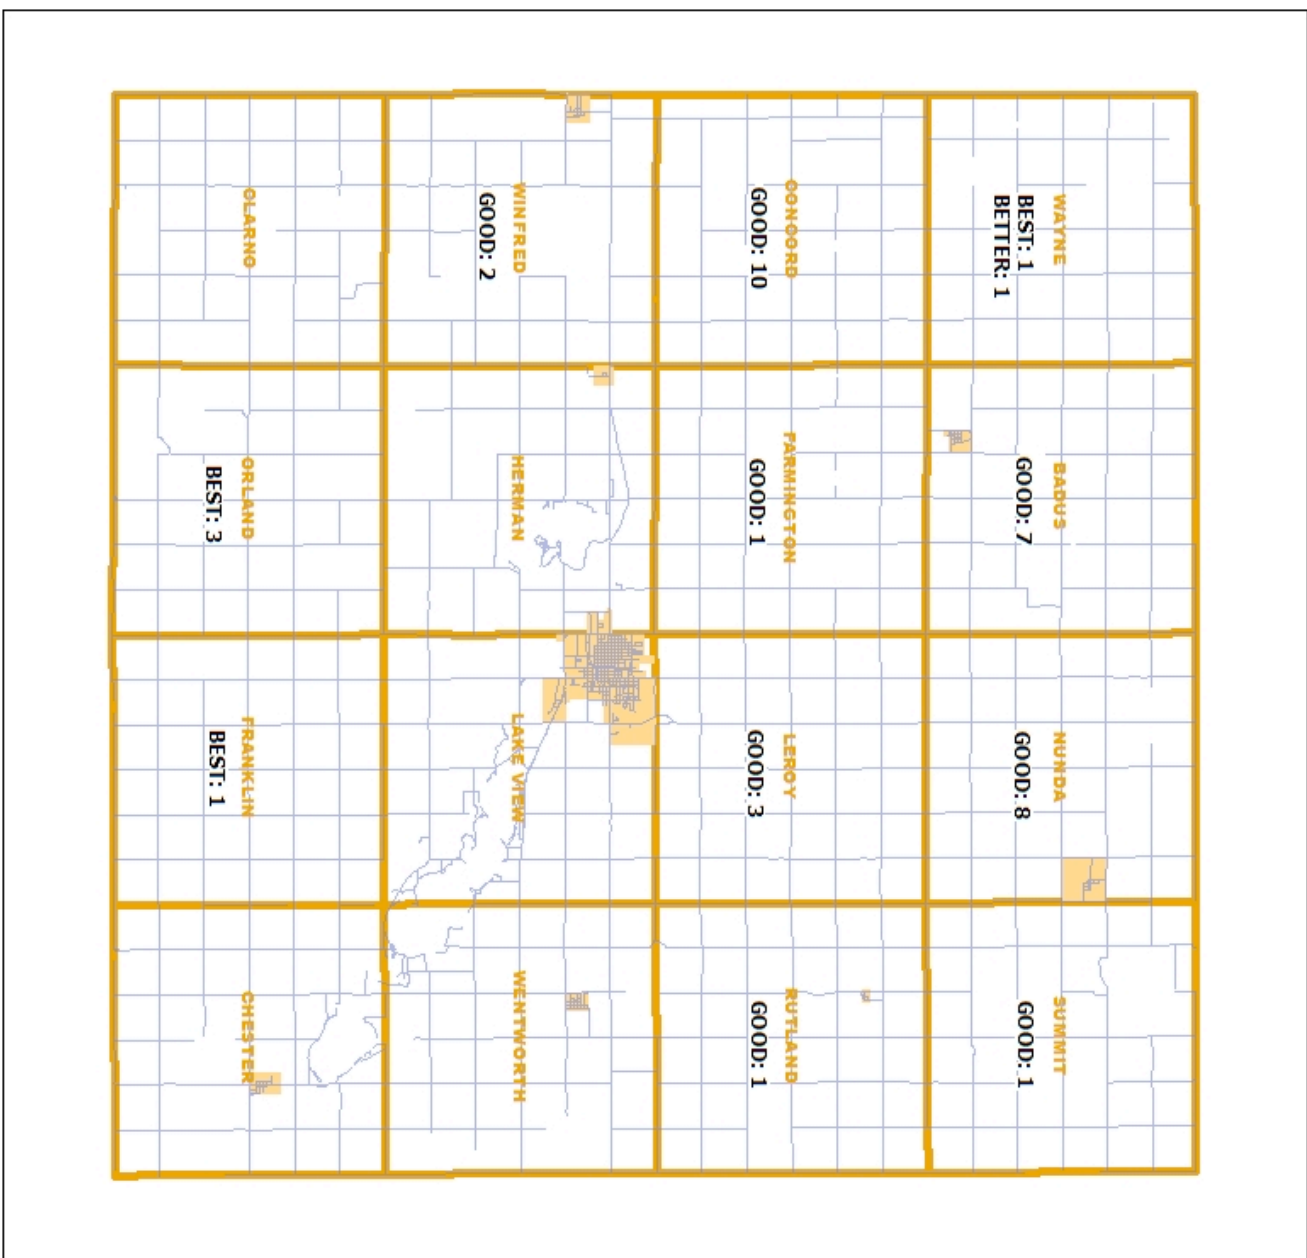 WAYNE
BEST: 1
BETTER: 1
BADUS
GOOD: 7
NUNDA
GOOD: 8
SUMMIT
GOOD: 1
CONCORD
GOOD: 10
FARMINGTON
GOOD: 1
LEROY
GOOD: 3
RUTLAND
GOOD: 1
WINFRED
GOOD: 2
HERMAN
LAKE VIEW
WENTWORTH
CLARNO
ORLAND
BEST: 3
FRANKLIN
BEST: 1
CHESTER